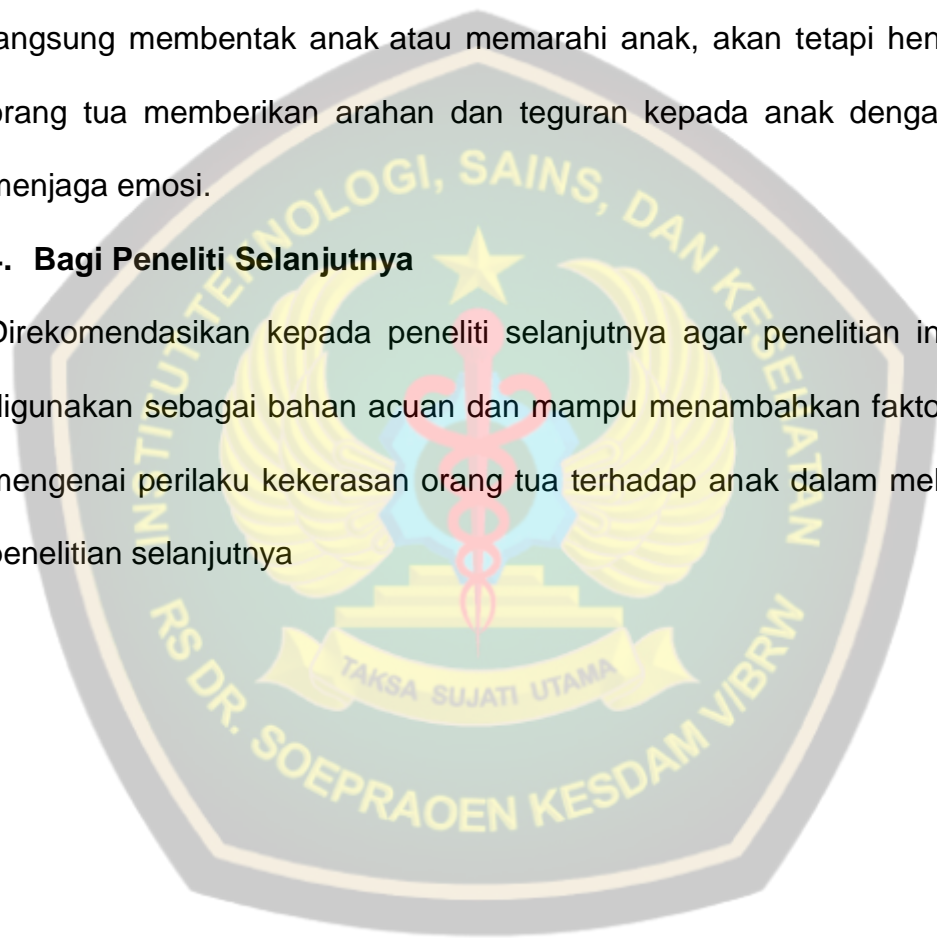 angsung membentak anak atau memarahi anak, akan tetapi hen
orang tua memberikan arahan dan teguran kepada anak denga
menjaga emosi.
. Bagi Peneliti Selanjutnya
Direkomendasikan kepada peneliti selanjutnya agar penelitian in
digunakan sebagai bahan acuan dan mampu menambahkan fakto
mengenai perilaku kekerasan orang tua terhadap anak dalam mel
penelitian selanjutnya
INSTITUT TEKNOLOGI, SAINS, DAN KESEHATAN
TAKSA SUJATI UTAMA
RS DR. SOEPRAOEN KESDAM V/BRW